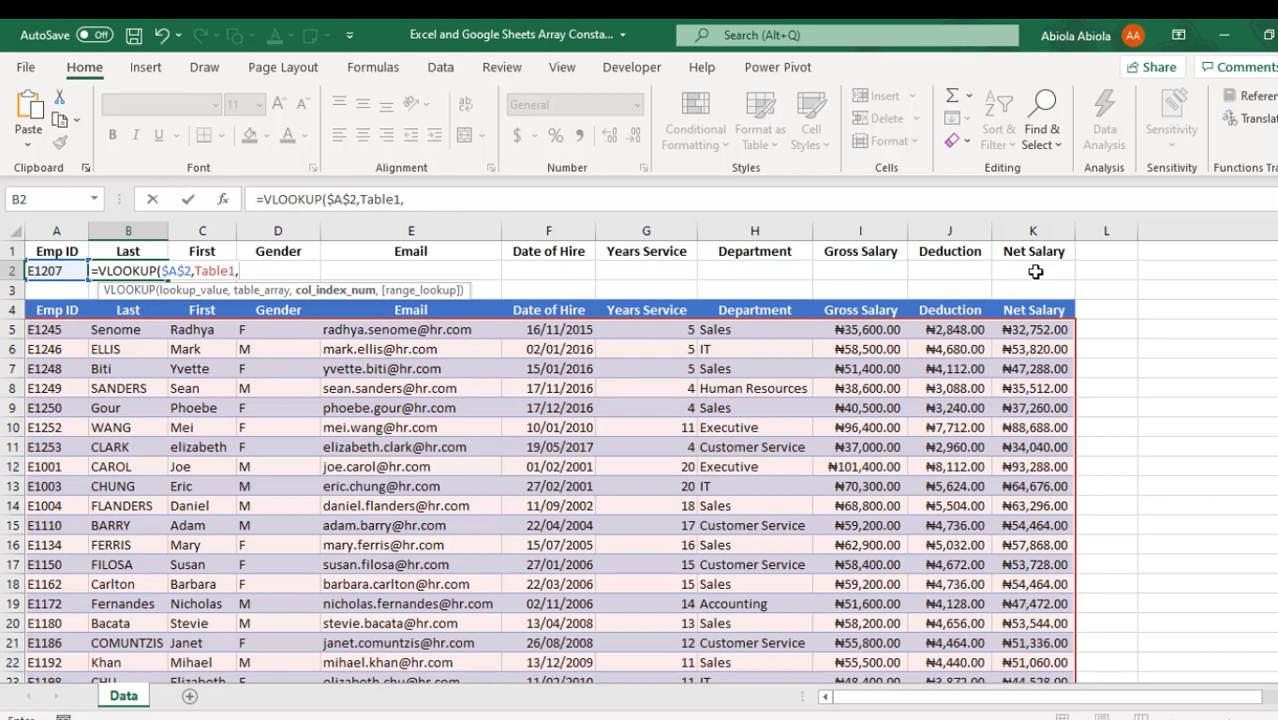 AutoSave Off Excel and Google Sheets Array Consta... Search (Alt+Q) Abiola Abiola AA
File Home Insert Draw Page Layout Formulas Data Review View Developer Help Power Pivot Share Comments
Paste 11 General Conditional Formatting Format as Table Cell Styles Insert Delete Format Sort & Filter Find & Select Data Analysis Sensitivity
Clipboard Font Alignment Number Styles Cells Editing Analysis Sensitivity
B2 =VLOOKUP($A$2,Table1,
A B C D E F G H I J K L
1 Emp ID Last First Gender Email Date of Hire Years Service Department Gross Salary Deduction Net Salary
2 E1207 =VLOOKUP($A$2,Table1,
3 VLOOKUP(lookup_value, table_array, col_index_num, [range_lookup])
4 Emp ID Last First Gender Email Date of Hire Years Service Department Gross Salary Deduction Net Salary
5 E1245 Senome Radhya F radhya.senome@hr.com 16/11/2015 5 Sales ₦35,600.00 ₦2,848.00 ₦32,752.00
6 E1246 ELLIS Mark M mark.ellis@hr.com 02/01/2016 5 IT ₦58,500.00 ₦4,680.00 ₦53,820.00
7 E1248 Biti Yvette F yvette.biti@hr.com 15/01/2016 5 Sales ₦51,400.00 ₦4,112.00 ₦47,288.00
8 E1249 SANDERS Sean M sean.sanders@hr.com 17/11/2016 4 Human Resources ₦38,600.00 ₦3,088.00 ₦35,512.00
9 E1250 Gour Phoebe F phoebe.gour@hr.com 17/12/2016 4 Sales ₦40,500.00 ₦3,240.00 ₦37,260.00
10 E1252 WANG Mei F mei.wang@hr.com 10/01/2010 11 Executive ₦96,400.00 ₦7,712.00 ₦88,688.00
11 E1253 CLARK elizabeth F elizabeth.clark@hr.com 19/05/2017 4 Customer Service ₦37,000.00 ₦2,960.00 ₦34,040.00
12 E1001 CAROL Joe M joe.carol@hr.com 01/02/2001 20 Executive ₦101,400.00 ₦8,112.00 ₦93,288.00
13 E1003 CHUNG Eric M eric.chung@hr.com 27/02/2001 20 IT ₦70,300.00 ₦5,624.00 ₦64,676.00
14 E1004 FLANDERS Daniel M daniel.flanders@hr.com 11/09/2002 18 Sales ₦68,800.00 ₦5,504.00 ₦63,296.00
15 E1110 BARRY Adam M adam.barry@hr.com 22/04/2004 17 Customer Service ₦59,200.00 ₦4,736.00 ₦54,464.00
16 E1134 FERRIS Mary F mary.ferris@hr.com 15/07/2005 16 Sales ₦62,900.00 ₦5,032.00 ₦57,868.00
17 E1150 FILOSA Susan F susan.filosa@hr.com 27/01/2006 15 Customer Service ₦58,400.00 ₦4,672.00 ₦53,728.00
18 E1162 Carlton Barbara F barbara.carlton@hr.com 22/03/2006 15 Sales ₦59,200.00 ₦4,736.00 ₦54,464.00
19 E1172 Fernandes Nicholas M nicholas.fernandes@hr.com 02/11/2006 14 Accounting ₦51,600.00 ₦4,128.00 ₦47,472.00
20 E1180 Bacata Stevie M stevie.bacata@hr.com 13/04/2008 13 Sales ₦58,200.00 ₦4,656.00 ₦53,544.00
21 E1186 COMUNTZIS Janet F janet.comuntzis@hr.com 26/08/2008 12 Customer Service ₦55,800.00 ₦4,464.00 ₦51,336.00
22 E1192 Khan Mihael M mihael.khan@hr.com 13/12/2009 11 Sales ₦55,500.00 ₦4,440.00 ₦51,060.00
Data